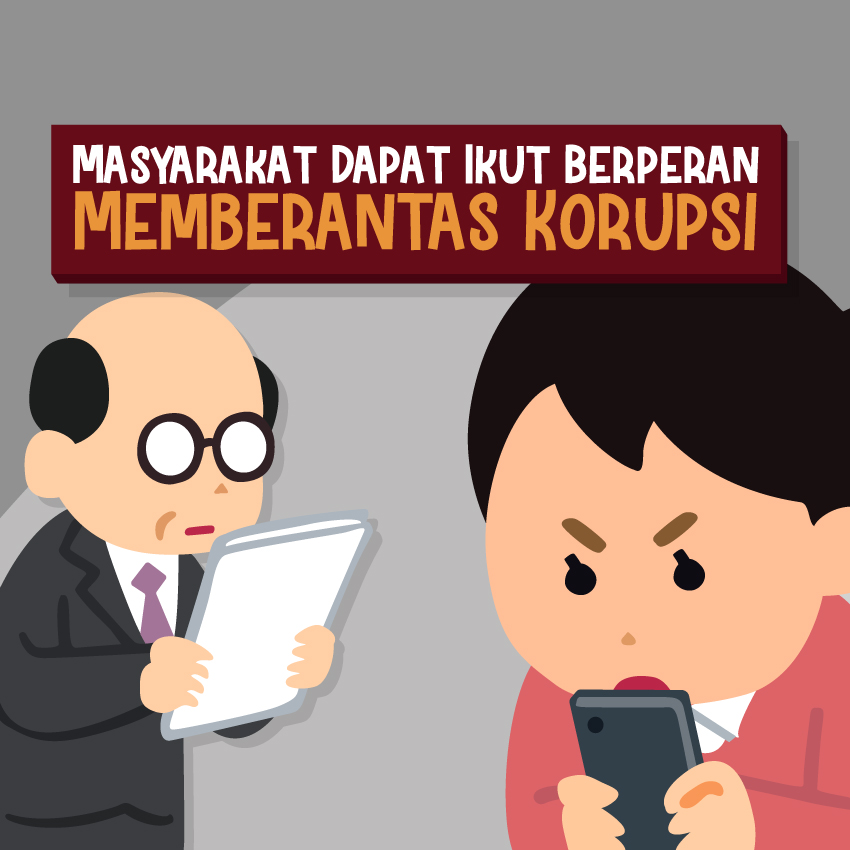 MASYARAKAT DAPAT IKUT BERPERAN
MEMBERANTAS KORUPSI